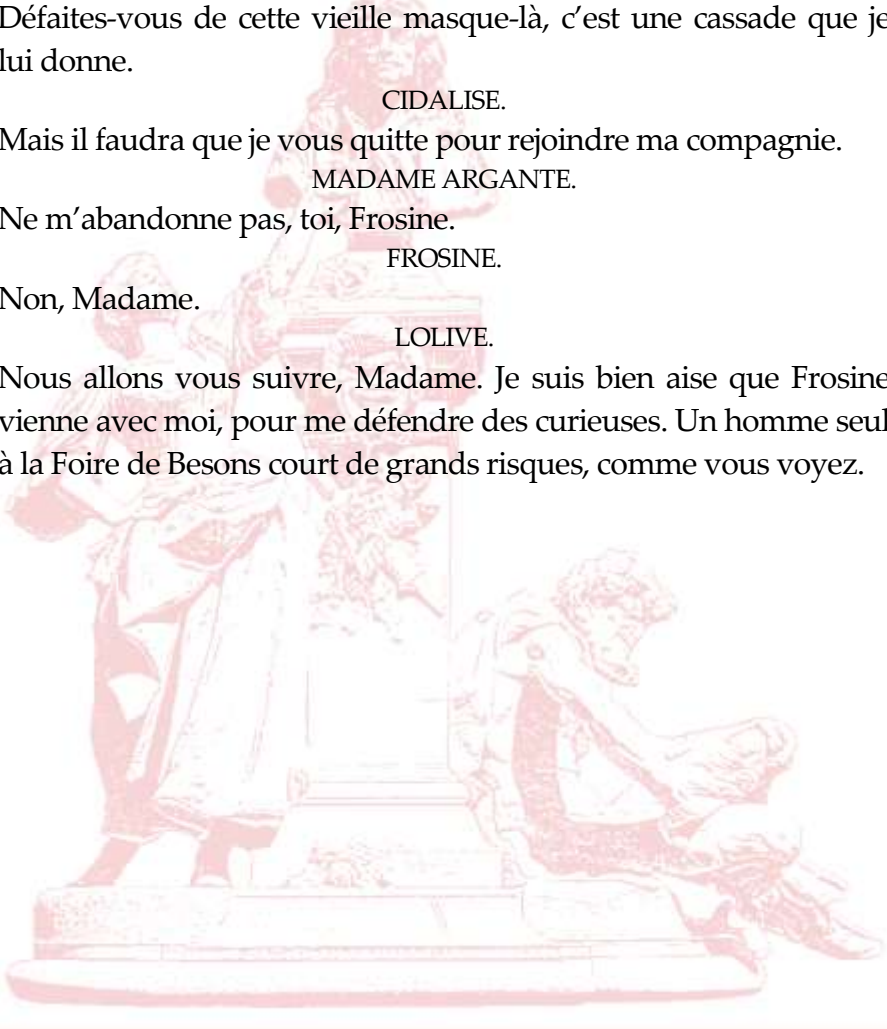 Défaites-vous de cette vieille masque-là, c’est une cassade que je
lui donne.
CIDALISE.
Mais il faudra que je vous quitte pour rejoindre ma compagnie.
MADAME ARGANTE.
Ne m’abandonne pas, toi, Frosine.
FROSINE.
Non, Madame.
LOLIVE.
Nous allons vous suivre, Madame. Je suis bien aise que Frosine
vienne avec moi, pour me défendre des curieuses. Un homme seul
à la Foire de Besons court de grands risques, comme vous voyez.